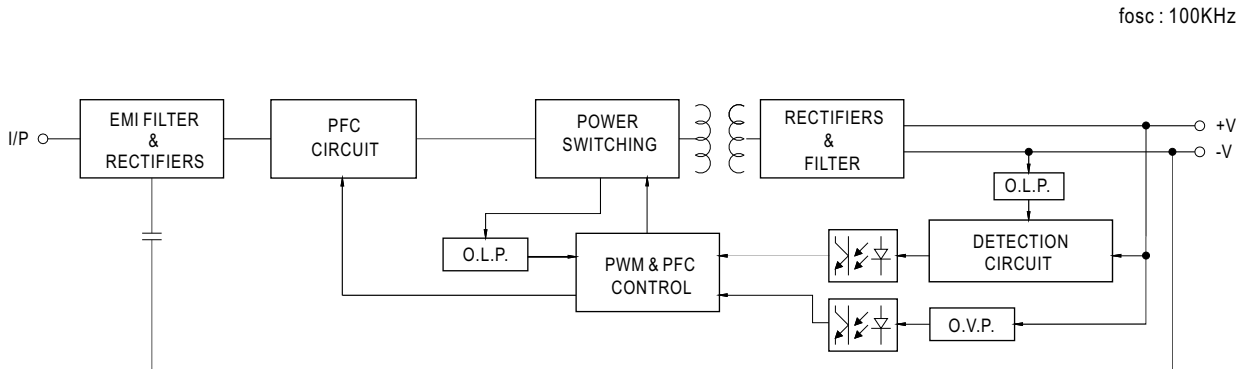 fosc : 100KHz
I/P
EMI FILTER
&
RECTIFIERS
PFC
CIRCUIT
POWER
SWITCHING
RECTIFIERS
&
FILTER
+V
-V
O.L.P.
O.L.P.
PWM & PFC
CONTROL
DETECTION
CIRCUIT
O.V.P.